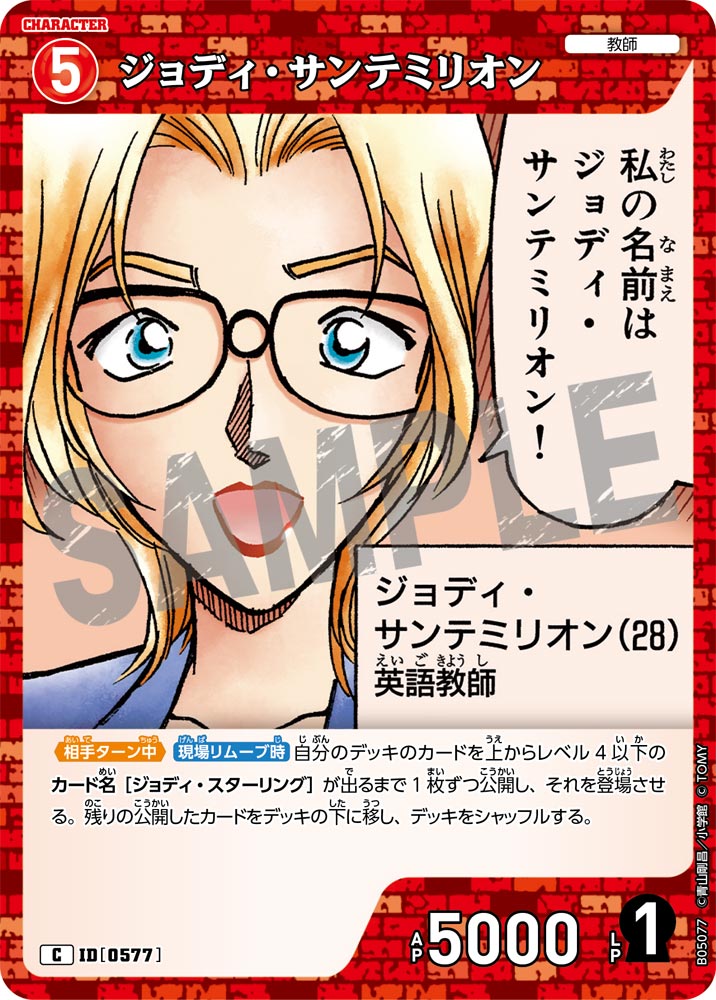 CHARACTER
5
ジョディ・サンテミリオン
教師
私の名前は
ジョディ・
サンテミリオン!
SAMPLE
ジョディ・
サンテミリオン(28)
英語教師
相手ターン中 現場リムーブ時 自分のデッキのカードを上からレベル4以下の
カード名[ジョディ・スターリング]が出るまで1枚ずつ公開し、それを登場させ
る。残りの公開したカードをデッキの下に移し、デッキをシャッフルする。
C ID[0577]
AP 5000 LP 1
B05077 ©青山剛昌/小学館 © TOMY